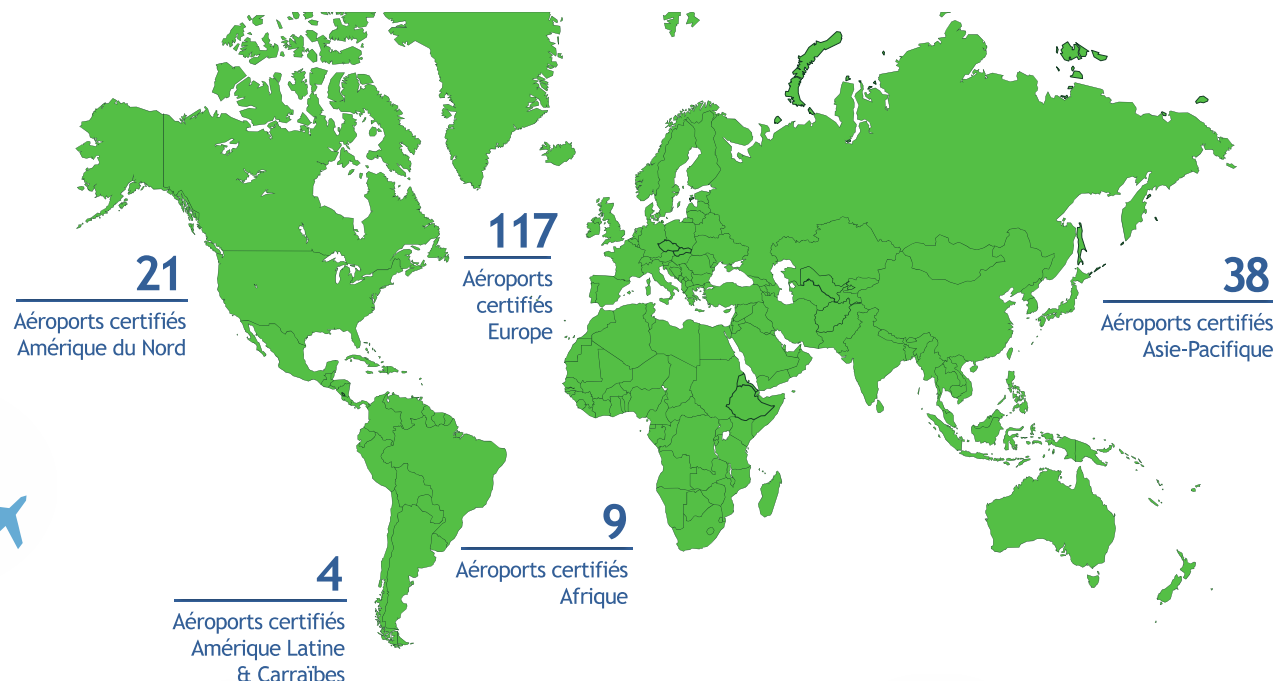 117
Aéroports
certifiés
Europe
21
Aéroports certifiés
Amérique du Nord
38
Aéroports certifiés
Asie-Pacifique
9
Aéroports certifiés
Afrique
4
Aéroports certifiés
Amérique Latine
& Carraïbes